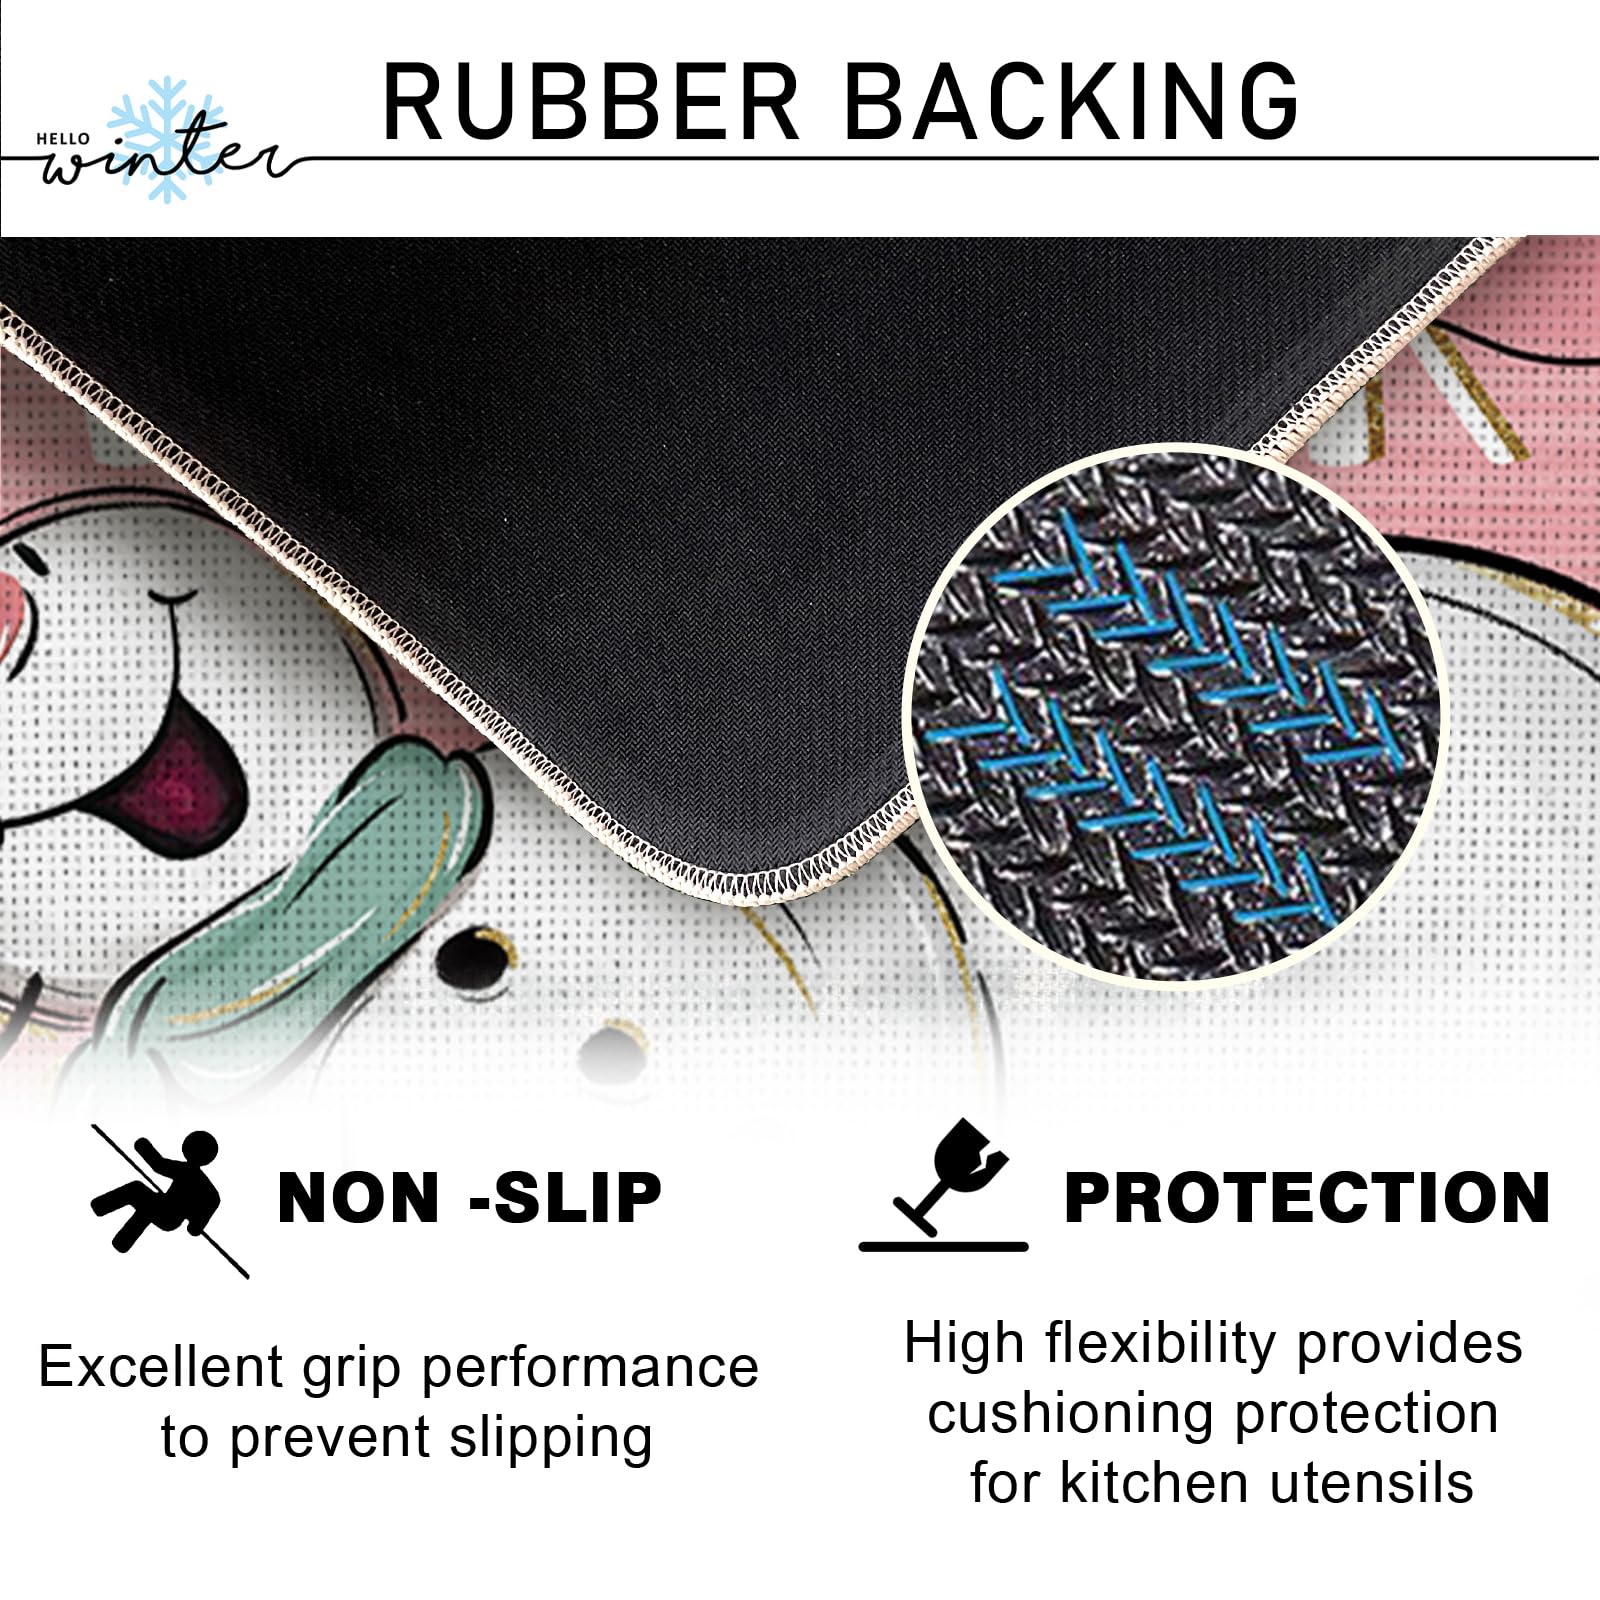 HELLO
winter
RUBBER BACKING
NON -SLIP
Excellent grip performance
to prevent slipping
PROTECTION
High flexibility provides
cushioning protection
for kitchen utensils